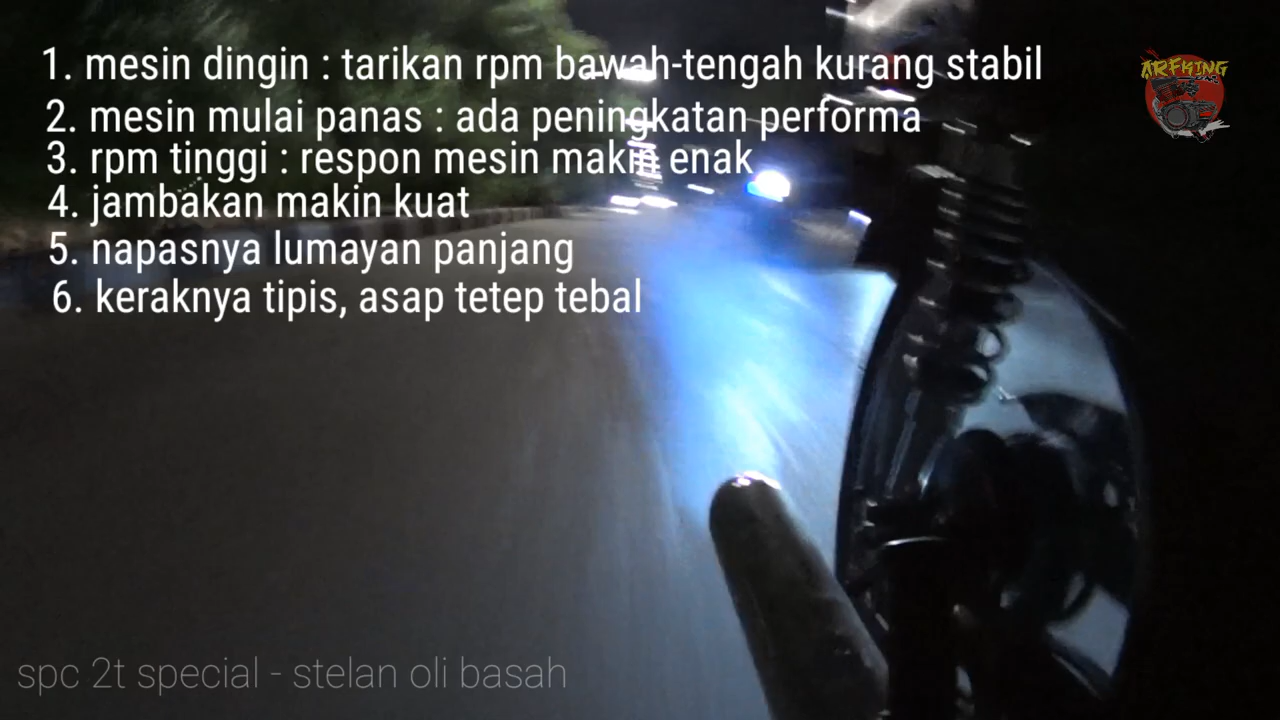 1. mesin dingin : tarikan rpm bawah-tengah kurang stabil
ARFKING
2. mesin mulai panas : ada peningkatan performa
3. rpm tinggi : respon mesin makin enak
4. jambakan makin kuat
5. napasnya lumayan panjang
6. keraknya tipis, asap tetep tebal
spc 2t special - stelan oli basah